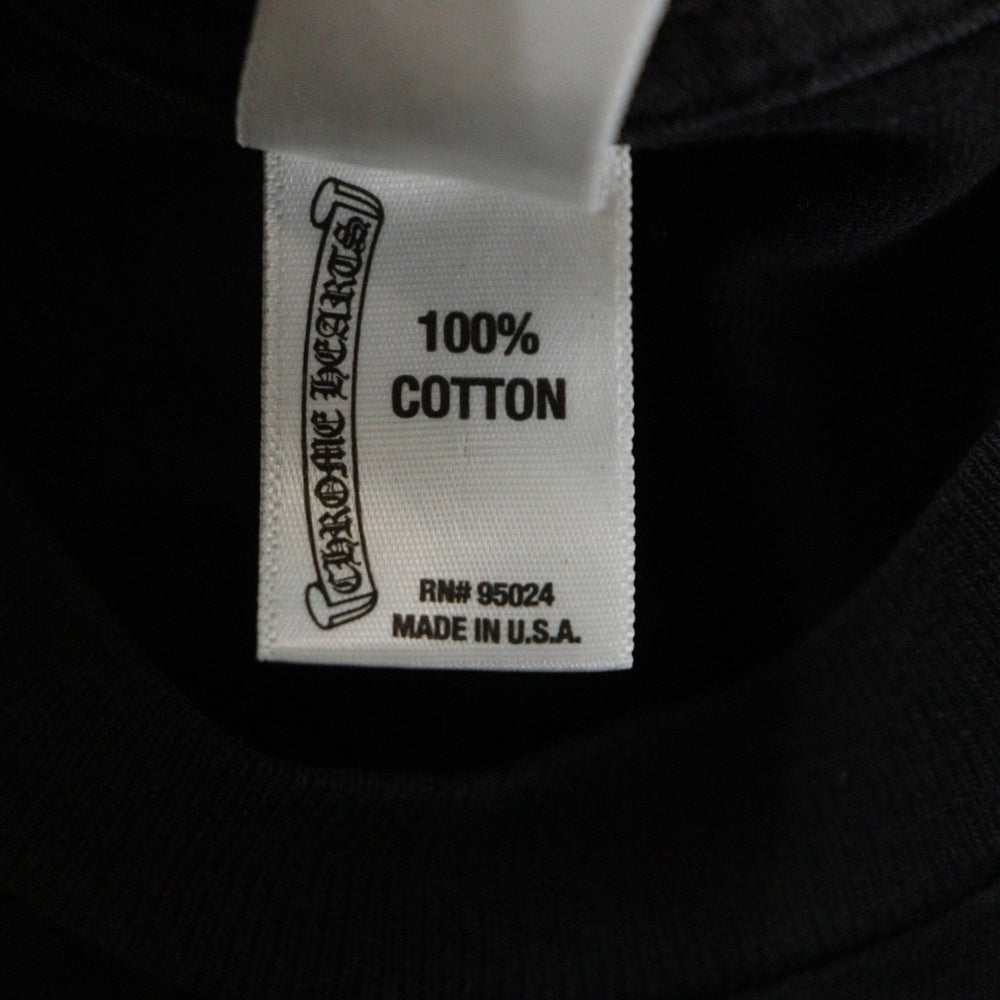 CHROME HEARTS
100%
COTTON
RN# 95024
MADE IN U.S.A.